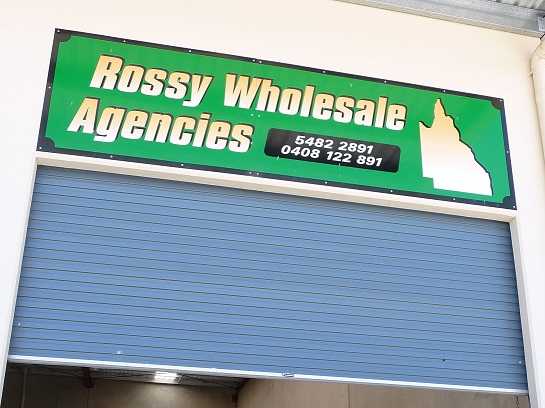 Rossy Wholesale
Agencies
5482 2891
0408 122 891